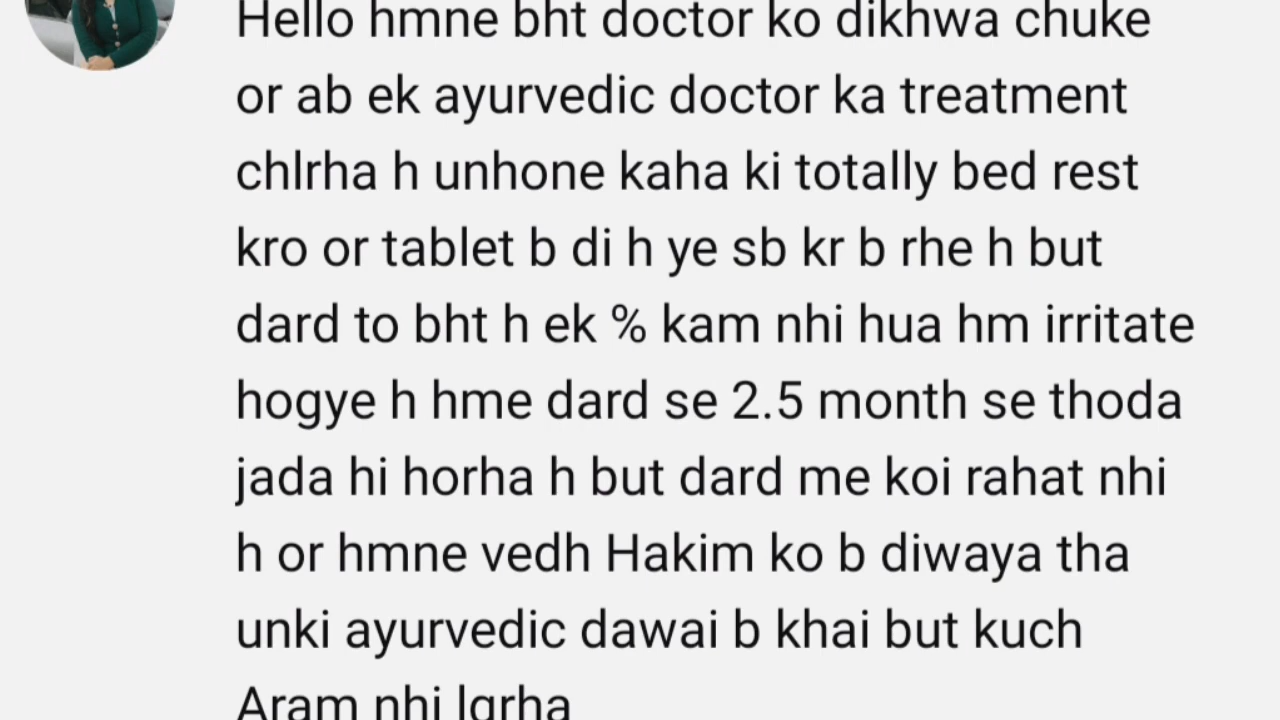 Hello hmne bht doctor ko dikhwa chuke
or ab ek ayurvedic doctor ka treatment
chlrha h unhone kaha ki totally bed rest
kro or tablet b di h ye sb kr b rhe h but
dard to bht h ek % kam nhi hua hm irritate
hogye h hme dard se 2.5 month se thoda
jada hi horha h but dard me koi rahat nhi
h or hmne vedh Hakim ko b diwaya tha
unki ayurvedic dawai b khai but kuch
Aram nhi lgrha